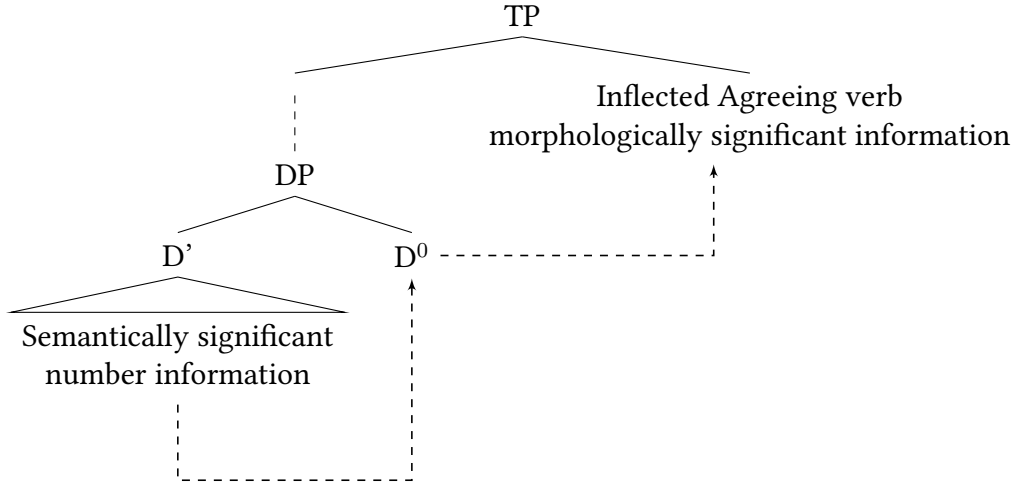 TP
Inflected Agreeing verb
morphologically significant information
DP
D’
D⁰
Semantically significant
number information